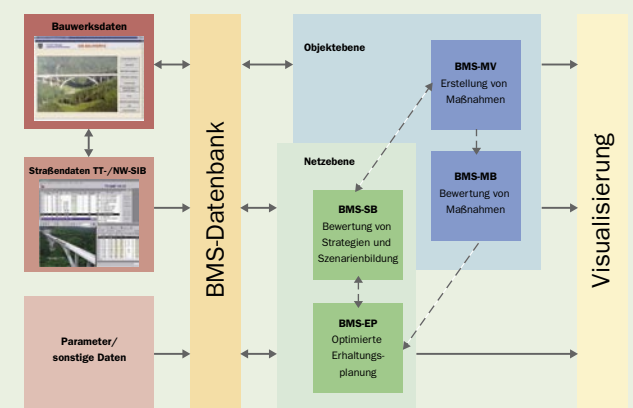 Bauwerksdaten
Straßendaten TT-/NW-SIB
Parameter/
sonstige Daten
BMS-Datenbank
Objektebene
BMS-MV
Erstellung von
Maßnahmen
BMS-MB
Bewertung von
Maßnahmen
Netzebene
BMS-SB
Bewertung von
Strategien und
Szenarienbildung
BMS-EP
Optimierte
Erhaltungs-
planung
Visualisierung